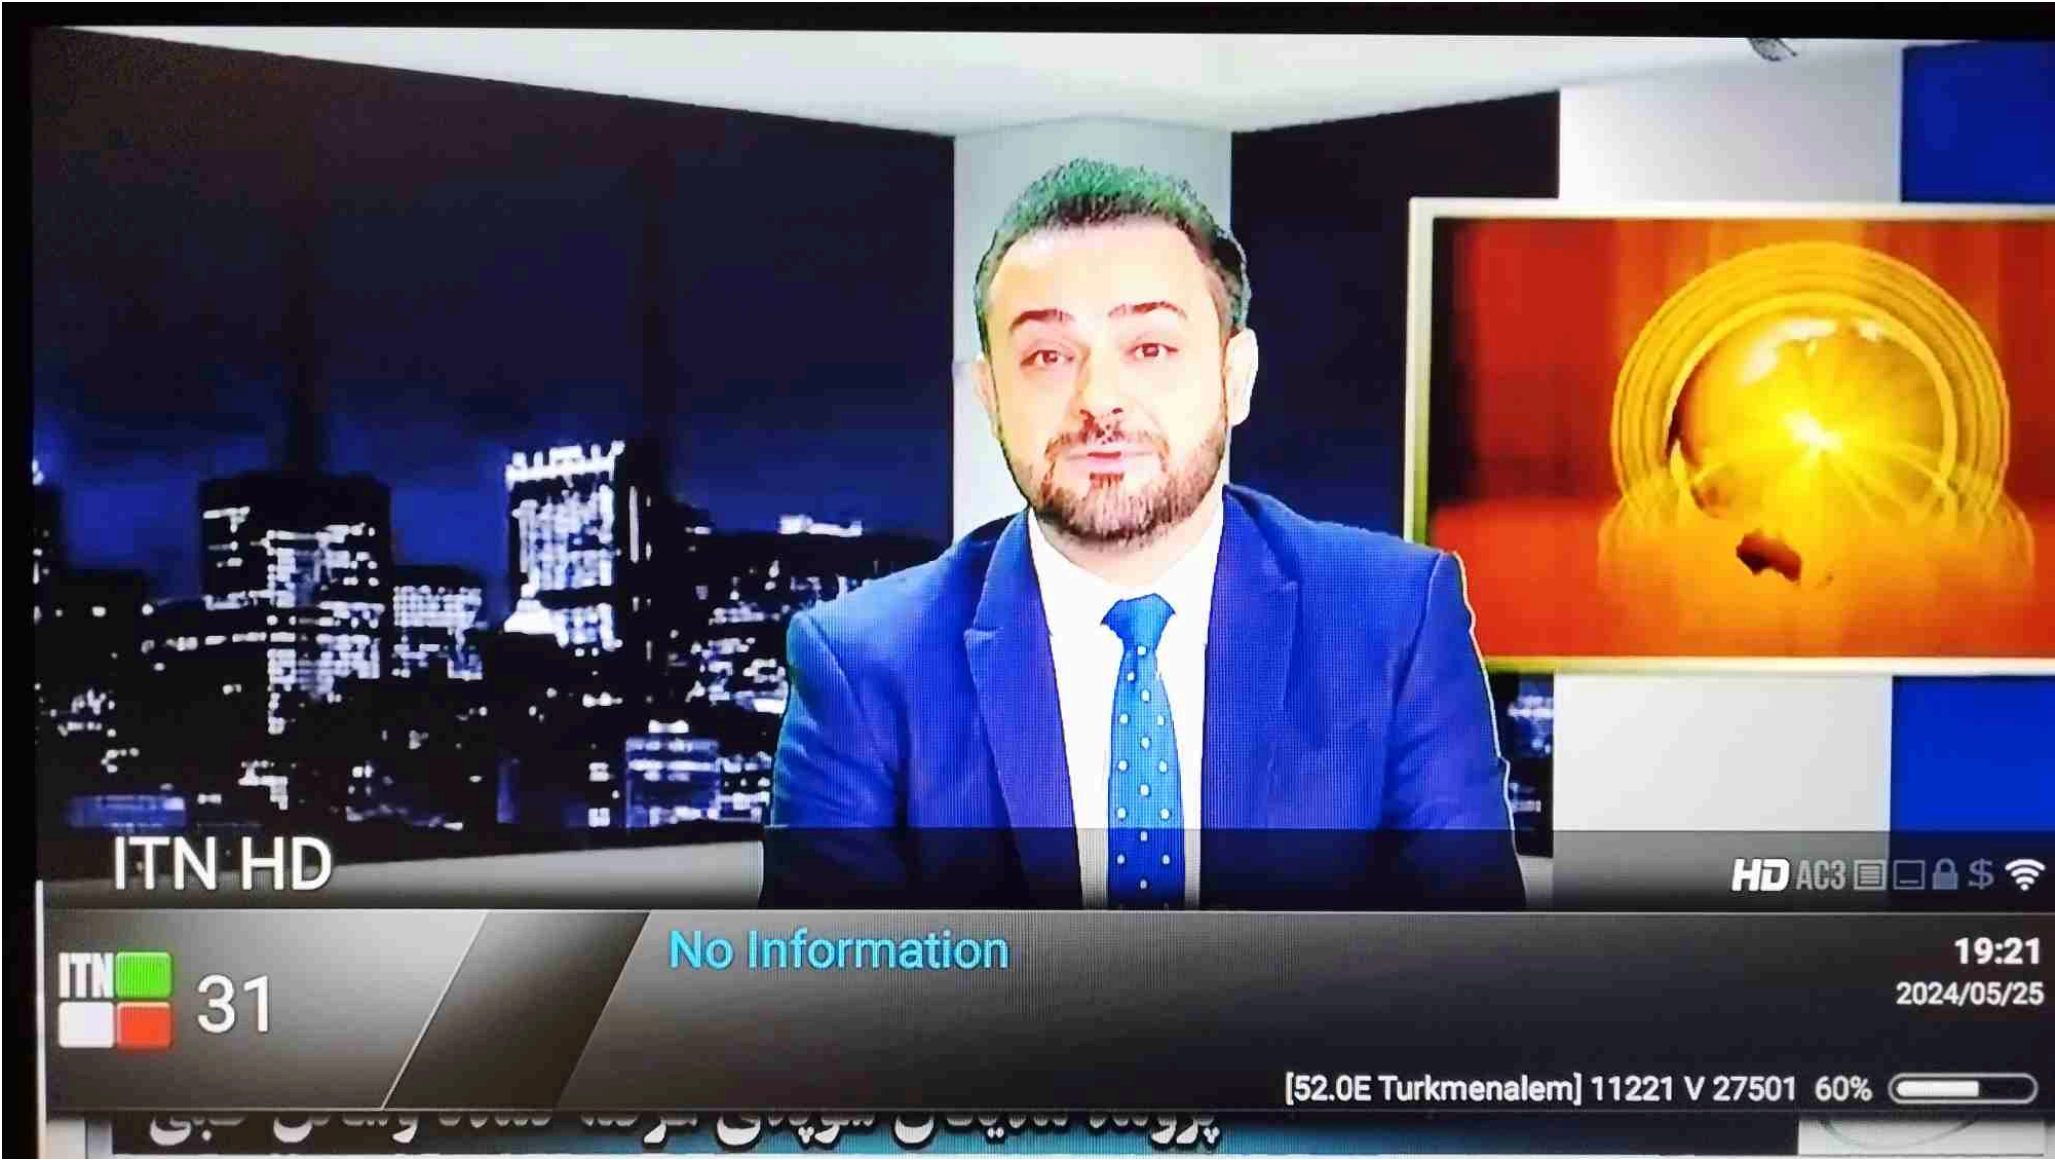 ITN HD
HD AC3 $
ITN
31
No Information
19:21
2024/05/25
[52.0E Turkmenalem] 11221 V 27501 60%